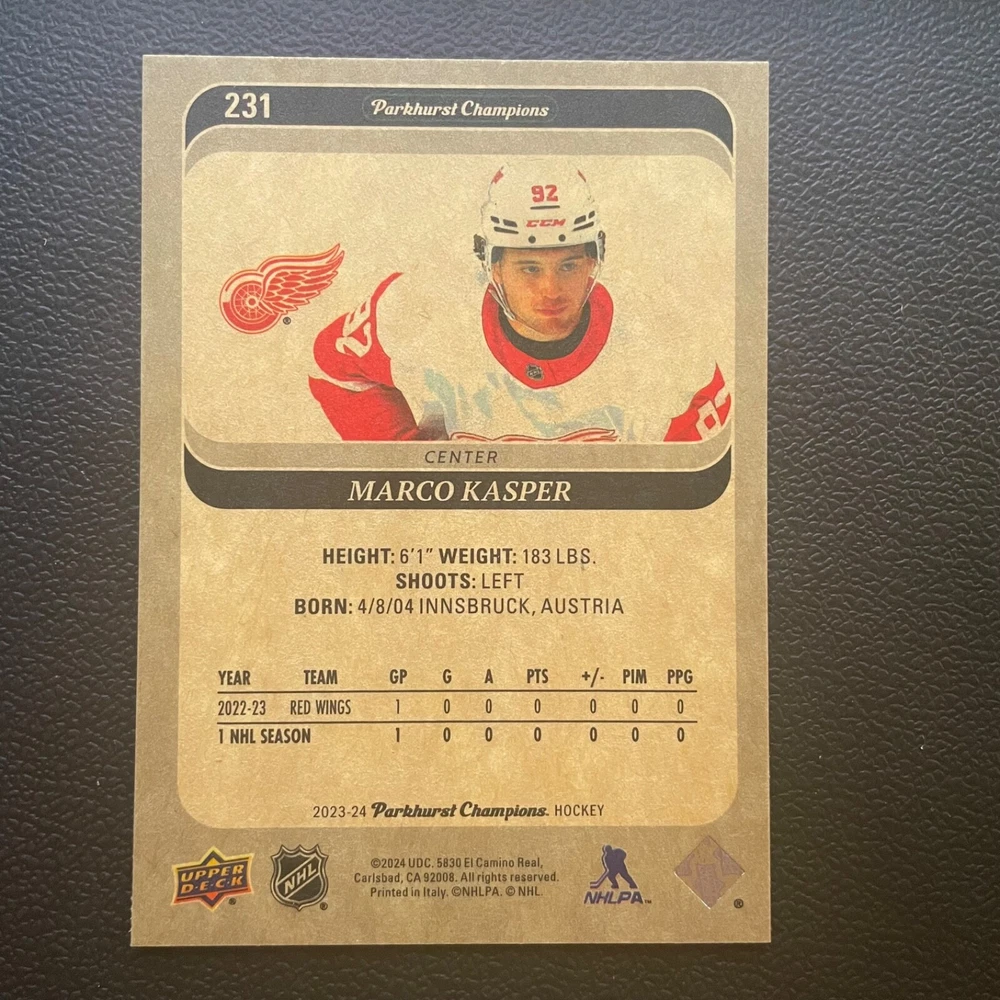 231 Parkhurst Champions
92
CCM
®
CENTER
MARCO KASPER
HEIGHT: 6'1" WEIGHT: 183 LBS.
SHOOTS: LEFT
BORN: 4/8/04 INNSBRUCK, AUSTRIA
YEAR TEAM GP G A PTS +/- PIM PPG
2022-23 RED WINGS 1 0 0 0 0 0 0
1 NHL SEASON 1 0 0 0 0 0 0
2023-24 Parkhurst Champions. HOCKEY
UPPER
D·E·C·K ®
NHL ®
©2024 UDC. 5830 El Camino Real,
Carlsbad, CA 92008. All rights reserved.
Printed in Italy. ©NHLPA. © NHL.
NHLPA.™
®